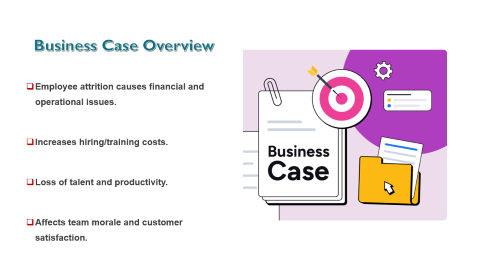 Business Case Overview
Employee attrition causes financial and
operational issues.
Increases hiring/training costs.
Loss of talent and productivity.
Affects team morale and customer
satisfaction.
Business
Case